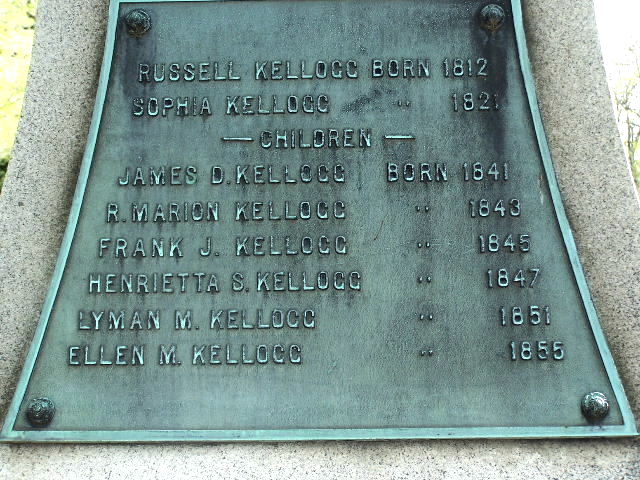 RUSSELL KELLOGG BORN 1812
SOPHIA KELLOGG " 1821
— CHILDREN —
JAMES D. KELLOGG BORN 1841
R. MARION KELLOGG " 1843
FRANK J. KELLOGG " 1845
HENRIETTA S. KELLOGG " 1847
LYMAN M. KELLOGG " 1851
ELLEN M. KELLOGG " 1855